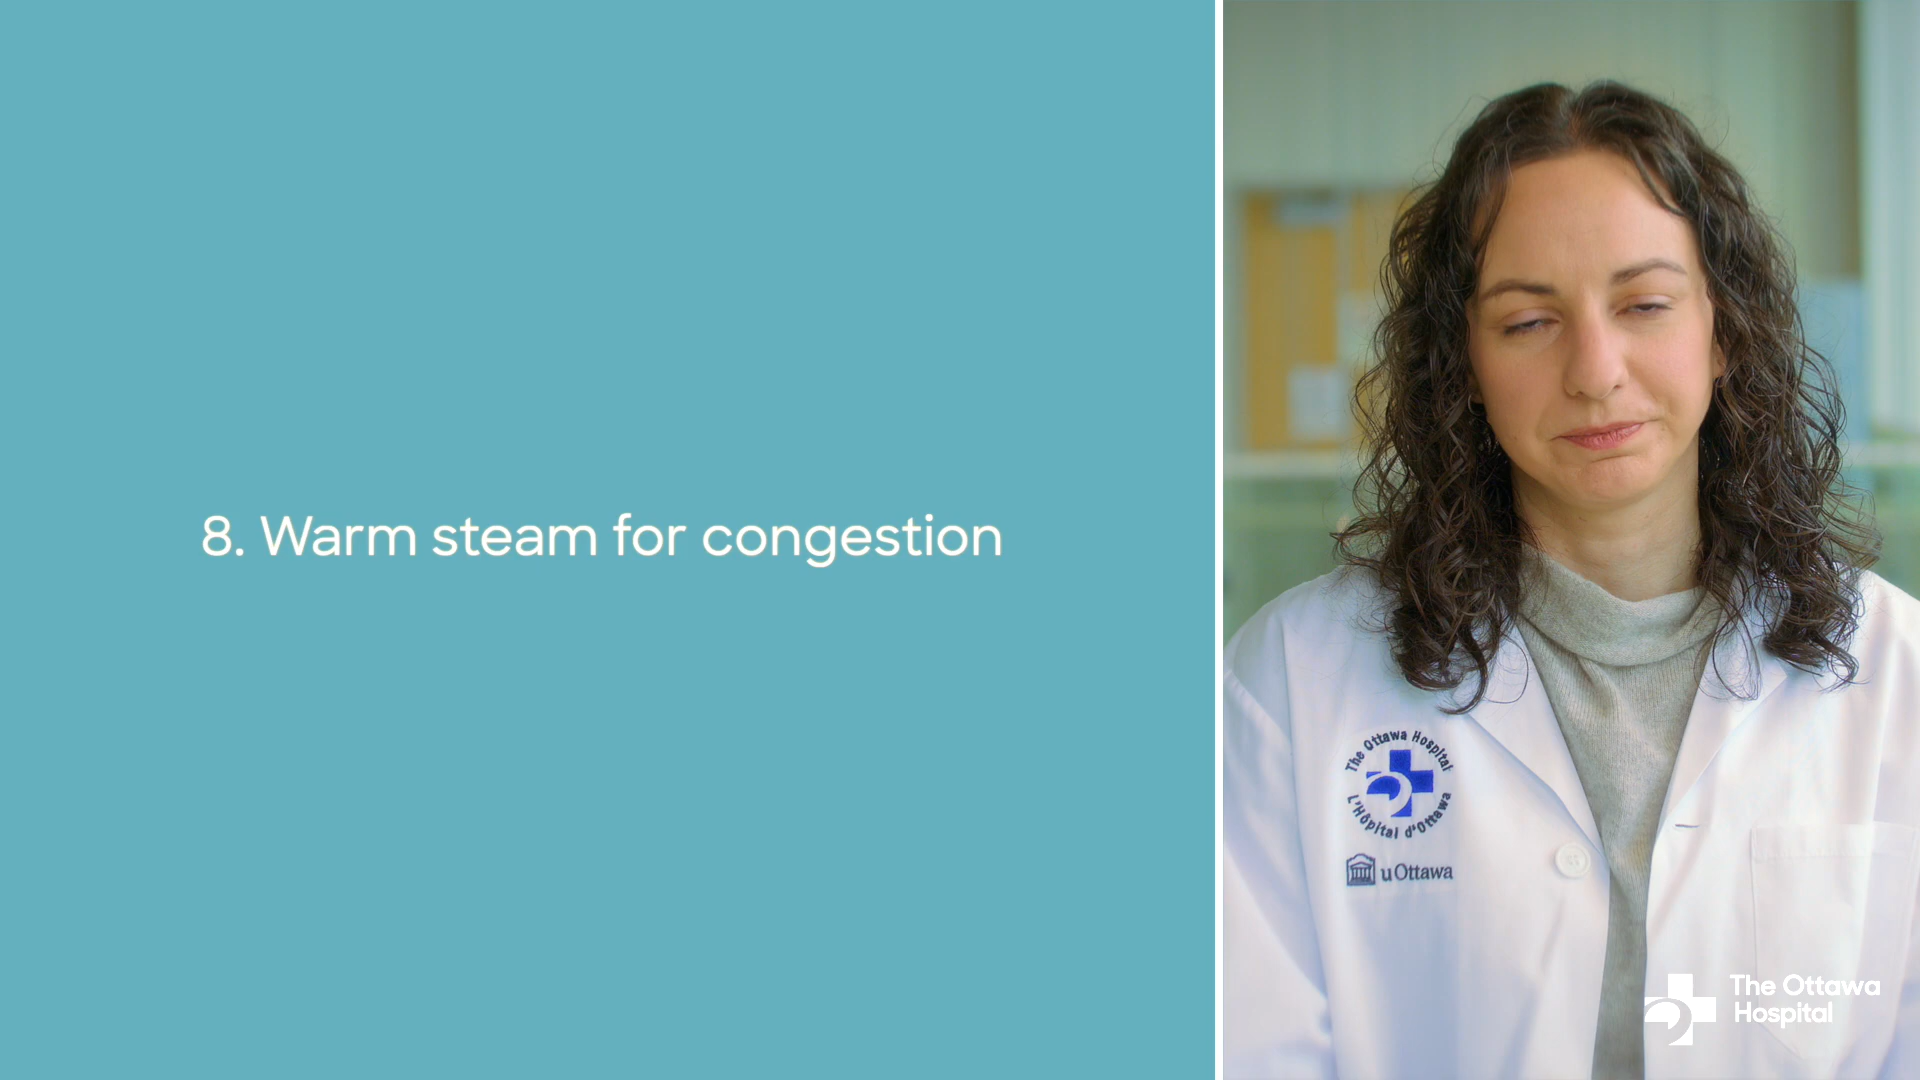 8. Warm steam for congestion
The Ottawa Hospital
L'Hôpital d'Ottawa
uOttawa
The Ottawa
Hospital